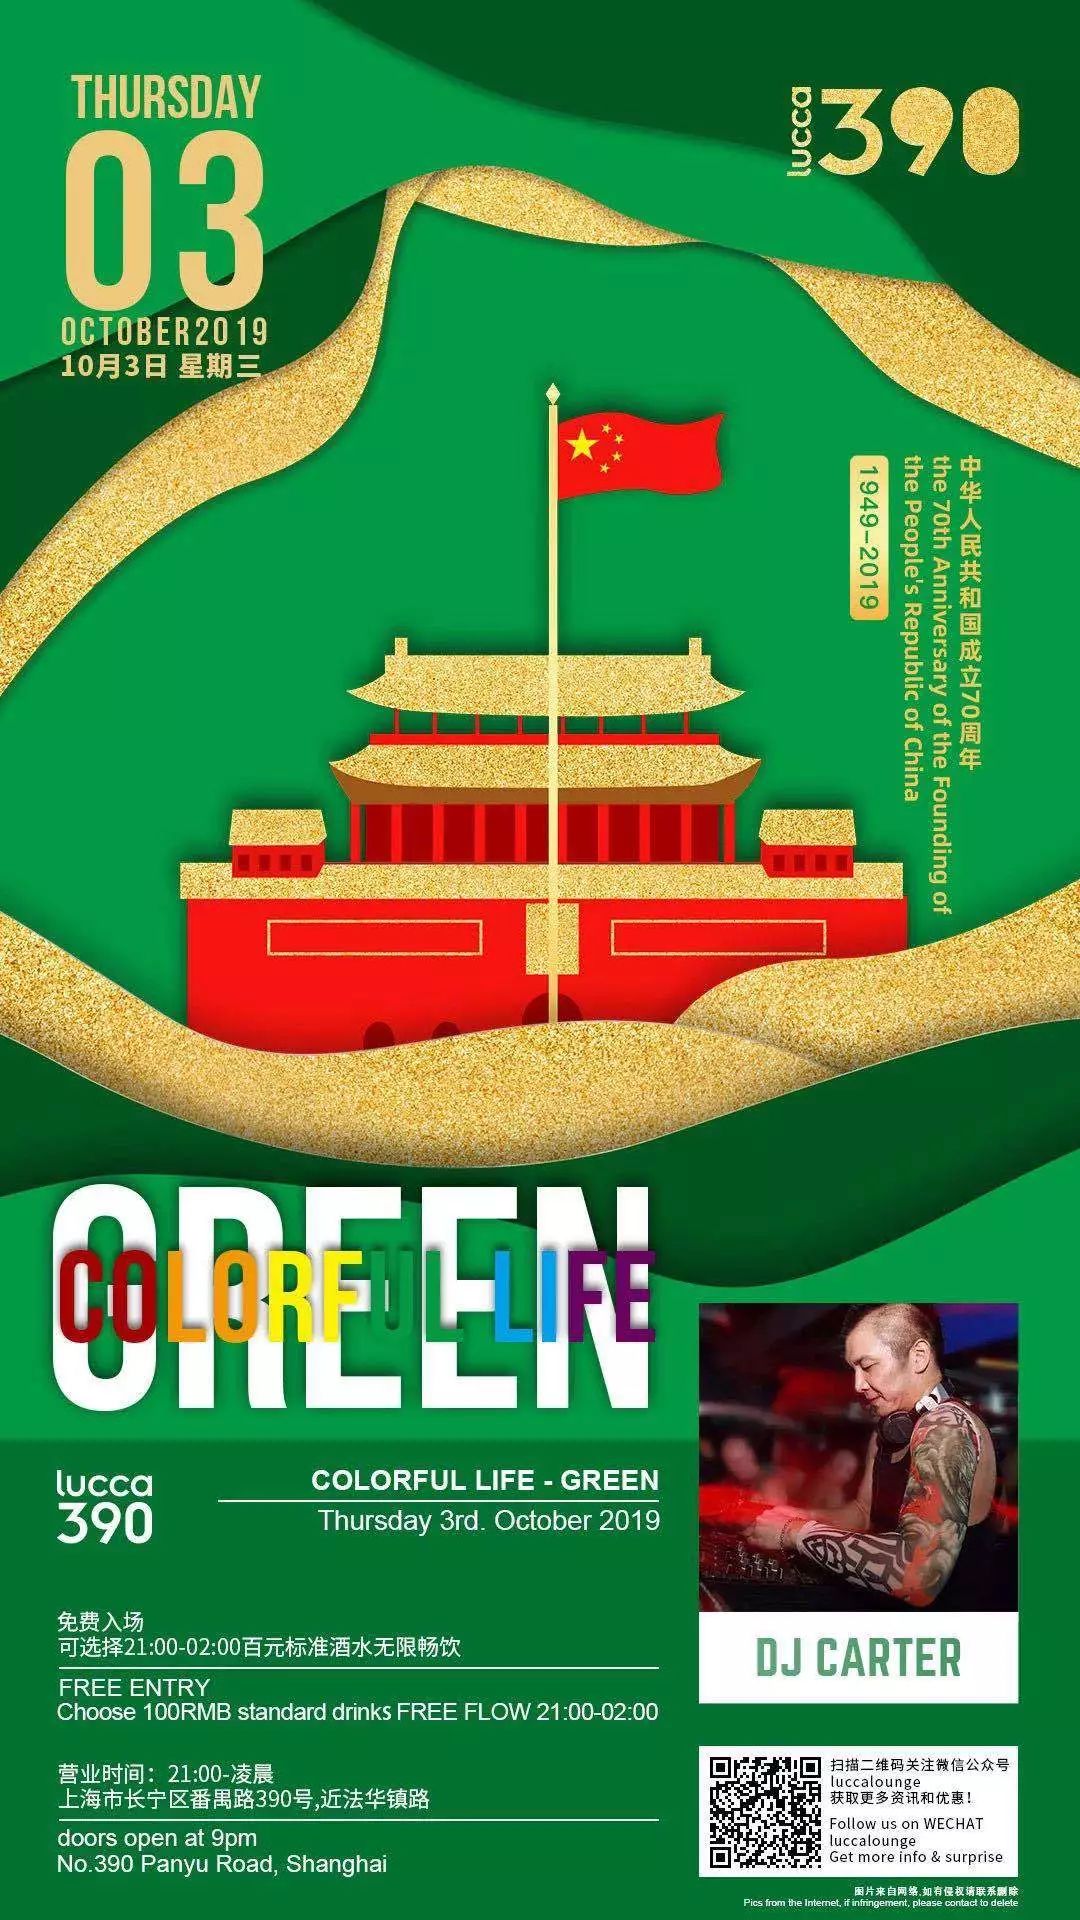 THURSDAY
03
OCTOBER2019
10月3日 星期三
lucca390
中华人民共和国成立70周年
the 70th Anniversary of the Founding of
the People's Republic of China
1949-2019
GREEN
COLORFUL LIFE
lucca
390
COLORFUL LIFE - GREEN
Thursday 3rd. October 2019
DJ CARTER
免费入场
可选择21:00-02:00百元标准酒水无限畅饮
FREE ENTRY
Choose 100RMB standard drinks FREE FLOW 21:00-02:00
营业时间：21:00-凌晨
上海市长宁区番禺路390号,近法华镇路
doors open at 9pm
No.390 Panyu Road, Shanghai
扫描二维码关注微信公众号
luccalounge
获取更多资讯和优惠！
Follow us on WECHAT
luccalounge
Get more info & surprise
图片来自网络,如有侵权请联系删除
Pics from the Internet, if infringement, please contact to delete